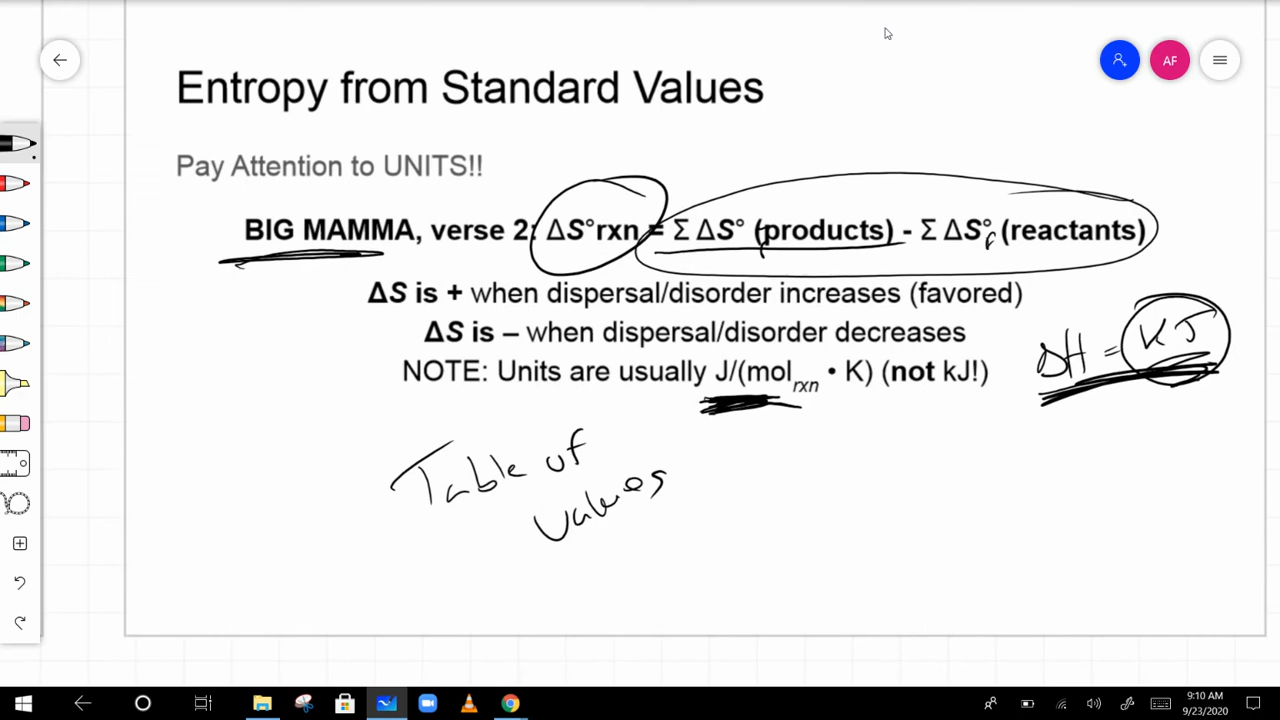 AF
Entropy from Standard Values
Pay Attention to UNITS!!
BIG MAMMA, verse 2: ΔS°rxn = Σ ΔS° (products) - Σ ΔS°f (reactants)
ΔS is + when dispersal/disorder increases (favored)
ΔS is – when dispersal/disorder decreases
ΔH = KJ
NOTE: Units are usually J/(mol rxn • K) (not kJ!)
Table of
values
9:10 AM
9/23/2020